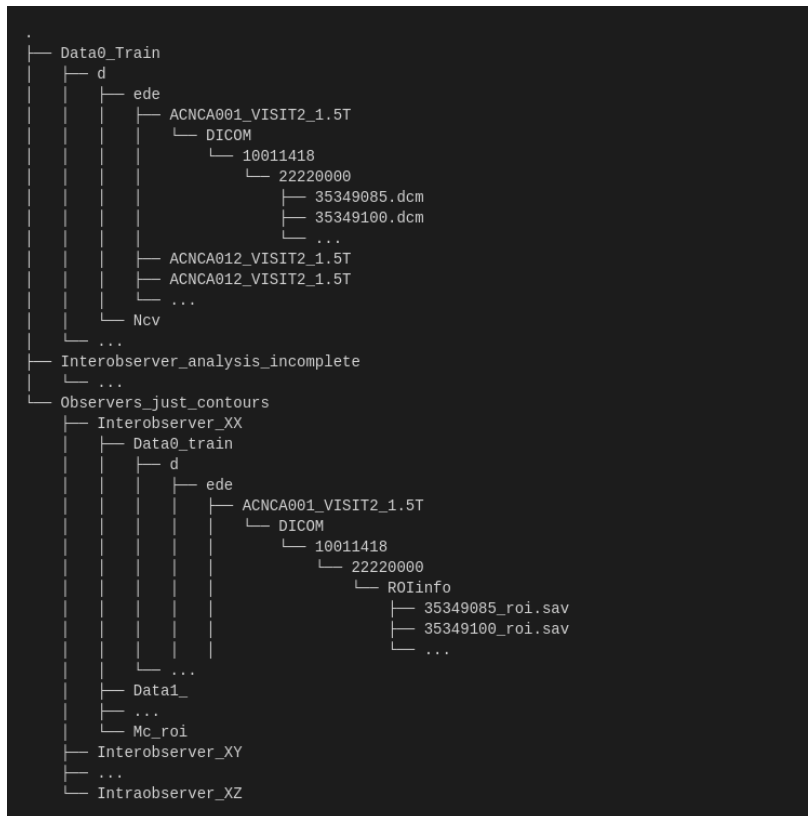 .
├── Data0_Train
│   ├── d
│   │   ├── ede
│   │   │   ├── ACNCA001_VISIT2_1.5T
│   │   │   │   └── DICOM
│   │   │   │       └── 10011418
│   │   │   │           └── 22220000
│   │   │   │               ├── 35349085.dcm
│   │   │   │               ├── 35349100.dcm
│   │   │   │               └── ...
│   │   │   ├── ACNCA012_VISIT2_1.5T
│   │   │   ├── ACNCA012_VISIT2_1.5T
│   │   │   └── ...
│   │   └── Ncv
│   └── ...
├── Interobserver_analysis_incomplete
│   └── ...
└── Observers_just_contours
    ├── Interobserver_XX
    │   ├── Data0_train
    │   │   ├── d
    │   │   │   ├── ede
    │   │   │   │   ├── ACNCA001_VISIT2_1.5T
    │   │   │   │   │   └── DICOM
    │   │   │   │   │       └── 10011418
    │   │   │   │   │           └── 22220000
    │   │   │   │   │               └── ROIinfo
    │   │   │   │   │                   ├── 35349085_roi.sav
    │   │   │   │   │                   ├── 35349100_roi.sav
    │   │   │   │   │                   └── ...
    │   │   └── ...
    │   ├── Data1_
    │   ├── ...
    │   └── Mc_roi
    ├── Interobserver_XY
    ├── ...
    └── Intraobserver_XZ